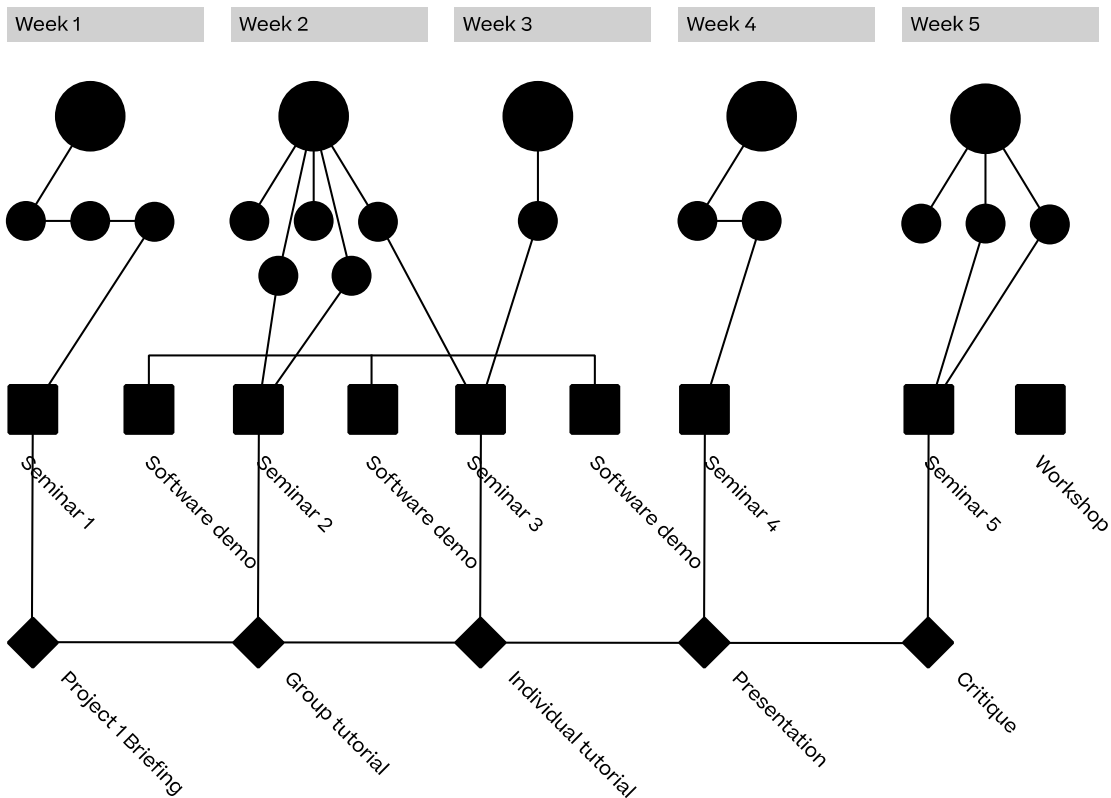 Week 1
Week 2
Week 3
Week 4
Week 5
Seminar 1
Software demo
Seminar 2
Software demo
Seminar 3
Software demo
Seminar 4
Seminar 5
Workshop
Project 1 Briefing
Group tutorial
Individual tutorial
Presentation
Critique